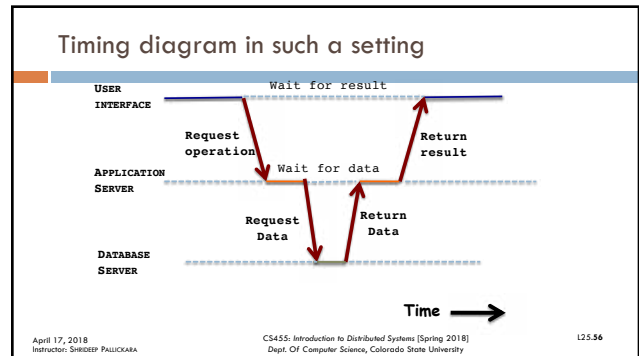 Timing diagram in such a setting
USER
INTERFACE
Wait for result
Request
operation
Return
result
APPLICATION
SERVER
Wait for data
Request
Data
Return
Data
DATABASE
SERVER
Time
April 17, 2018
Instructor: SHRIDEEP PALLICKARA
CS455: Introduction to Distributed Systems [Spring 2018]
Dept. Of Computer Science, Colorado State University
L25.56